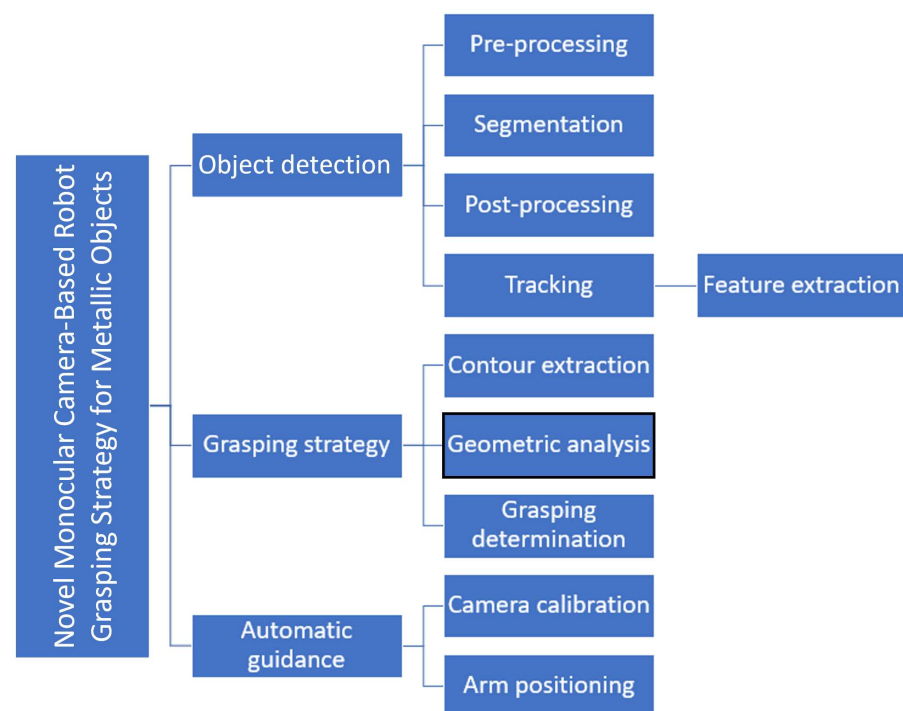 Novel Monocular Camera-Based Robot
Grasping Strategy for Metallic Objects
Object detection
Pre-processing
Segmentation
Post-processing
Tracking
Feature extraction
Grasping strategy
Contour extraction
Geometric analysis
Grasping
determination
Automatic
guidance
Camera calibration
Arm positioning